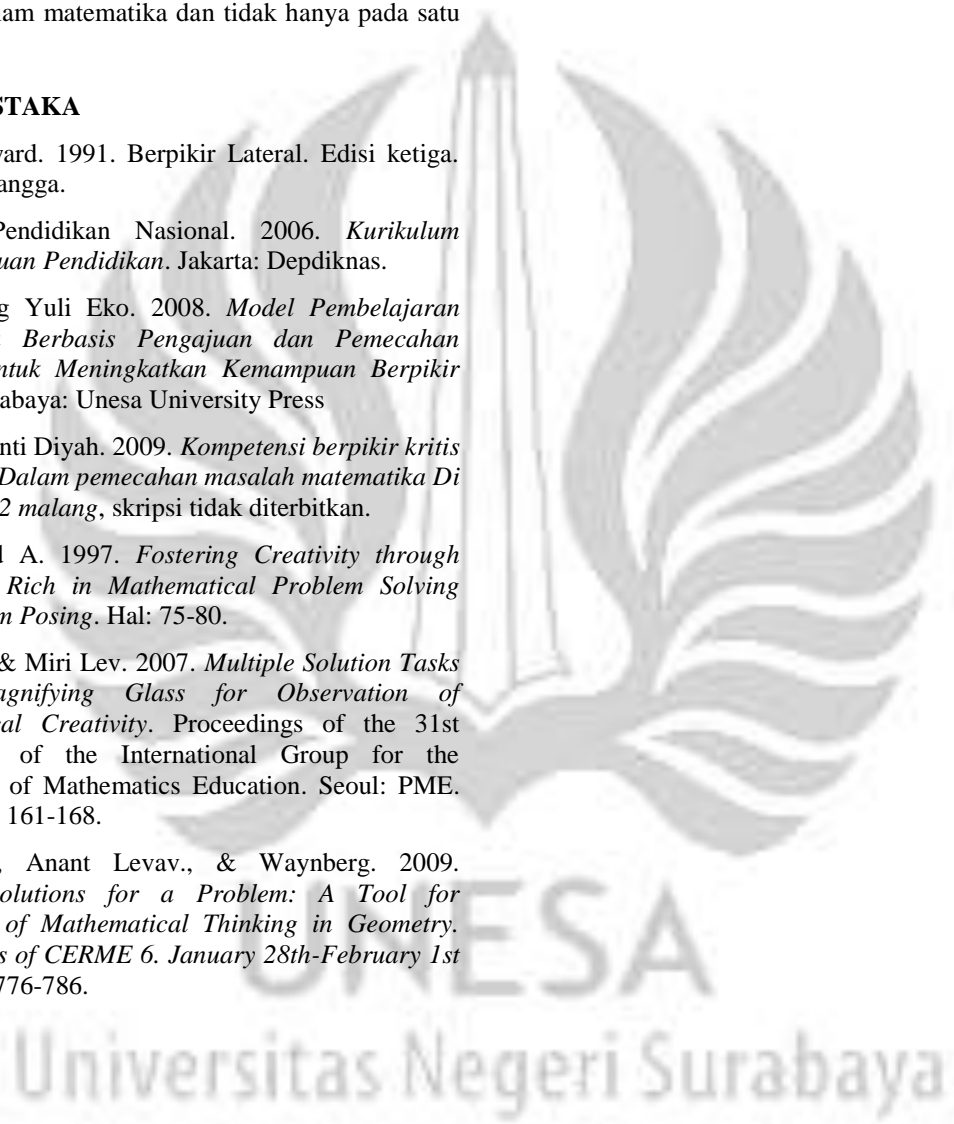 lam matematika dan tidak hanya pada satu
STAKA
ward. 1991. Berpikir Lateral. Edisi ketiga.
angga.
Pendidikan Nasional. 2006. Kurikulum
uan Pendidikan. Jakarta: Depdiknas.
g Yuli Eko. 2008. Model Pembelajaran
Berbasis Pengajuan dan Pemecahan
ntuk Meningkatkan Kemampuan Berpikir
rabaya: Unesa University Press
nti Diyah. 2009. Kompetensi berpikir kritis
Dalam pemecahan masalah matematika Di
2 malang, skripsi tidak diterbitkan.
d A. 1997. Fostering Creativity through
Rich in Mathematical Problem Solving
m Posing. Hal: 75-80.
& Miri Lev. 2007. Multiple Solution Tasks
agnifying Glass for Observation of
cal Creativity. Proceedings of the 31st
of the International Group for the
of Mathematics Education. Seoul: PME.
161-168.
, Anant Levav., & Waynberg. 2009.
olutions for a Problem: A Tool for
of Mathematical Thinking in Geometry.
s of CERME 6. January 28th-February 1st
776-786.
UNESA
Universitas Negeri Surabaya